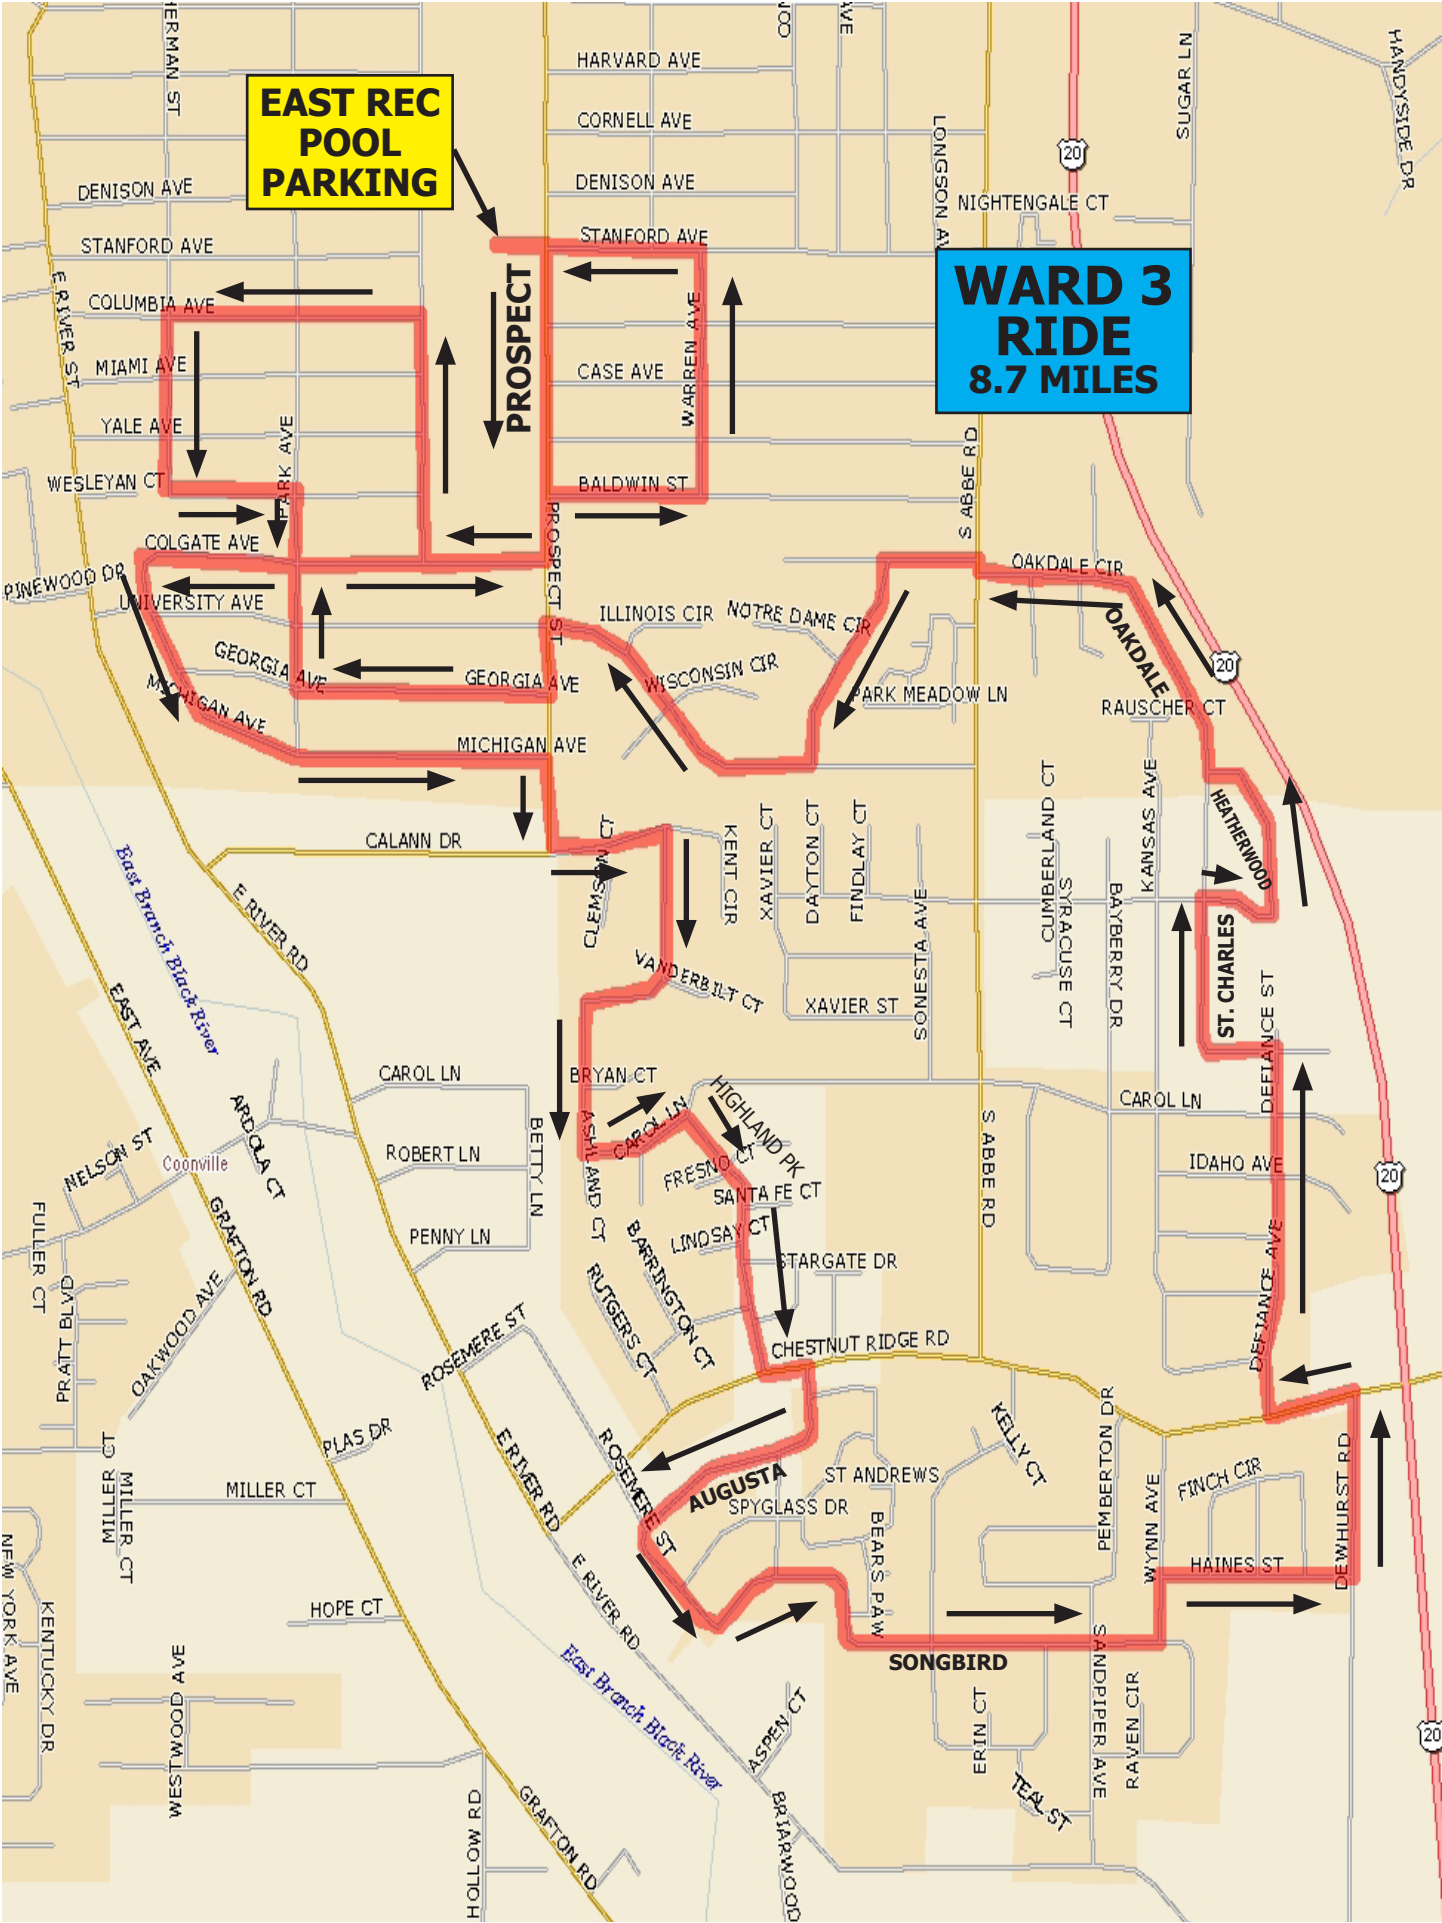 HERMAN ST
AVE
HARVARD AVE
SUGAR LN
HANDYSIDE DR
EAST REC
POOL
PARKING
CORNELL AVE
LONGSON AV
20
DENISON AVE
DENISON AVE
NIGHTENGALE CT
STANFORD AVE
STANFORD AVE
WARD 3
RIDE
8.7 MILES
E RIVER ST
COLUMBIA AVE
PROSPECT
WARREN AVE
MIAMI AVE
CASE AVE
YALE AVE
PARK AVE
S ABBE RD
WESLEYAN CT
BALDWIN ST
PROSPECT ST
COLGATE AVE
OAKDALE CIR
PINEWOOD DR
UNIVERSITY AVE
ILLINOIS CIR
NOTRE DAME CIR
OAKDALE
20
GEORGIA AVE
GEORGIA AVE
WISCONSIN CIR
PARK MEADOW LN
RAUSCHER CT
MICHIGAN AVE
MICHIGAN AVE
CALANN DR
CLEMSON CT
KENT CIR
XAVIER CT
DAYTON CT
FINDLAY CT
CUMBERLAND CT
KANSAS AVE
HEATHERWOOD
East Branch Black River
E RIVER RD
SONESTA AVE
SYRACUSE CT
BAYBERRY DR
ST. CHARLES
VANDERBILT CT
XAVIER ST
DEFIANCE ST
EAST AVE
CAROL LN
BRYAN CT
HIGHLAND PK
CAROL LN
ARDOLA CT
BETTY LN
ASHLAND CT
CAROL LN
S ABBE RD
NELSON ST
Coonville
ROBERT LN
FRESNO CT
IDAHO AVE
20
SANTA FE CT
FULLER CT
GRAFTON RD
PENNY LN
BARRINGTON CT
LINDSAY CT
STARGATE DR
DEFIANCE AVE
PRATT BLVD
OAKWOOD AVE
RUTGERS CT
ROSEMERE ST
CHESTNUT RIDGE RD
PLAS DR
E RIVER RD
ROSEMERE ST
KELLY CT
PEMBERTON DR
MILLER CT
MILLER CT
MILLER CT
AUGUSTA
ST ANDREWS
SPYGLASS DR
FINCH CIR
DEWHURST RD
NEW YORK AVE
BEARS PAW
WYNN AVE
HAINES ST
E RIVER RD
KENTUCKY DR
HOPE CT
SONGBIRD
SANDPIPER AVE
WESTWOOD AVE
East Branch Black River
ASPEN CT
ERIN CT
RAVEN CIR
20
TEAL ST
HOLLOW RD
GRAFTON RD
BRIARWOOD